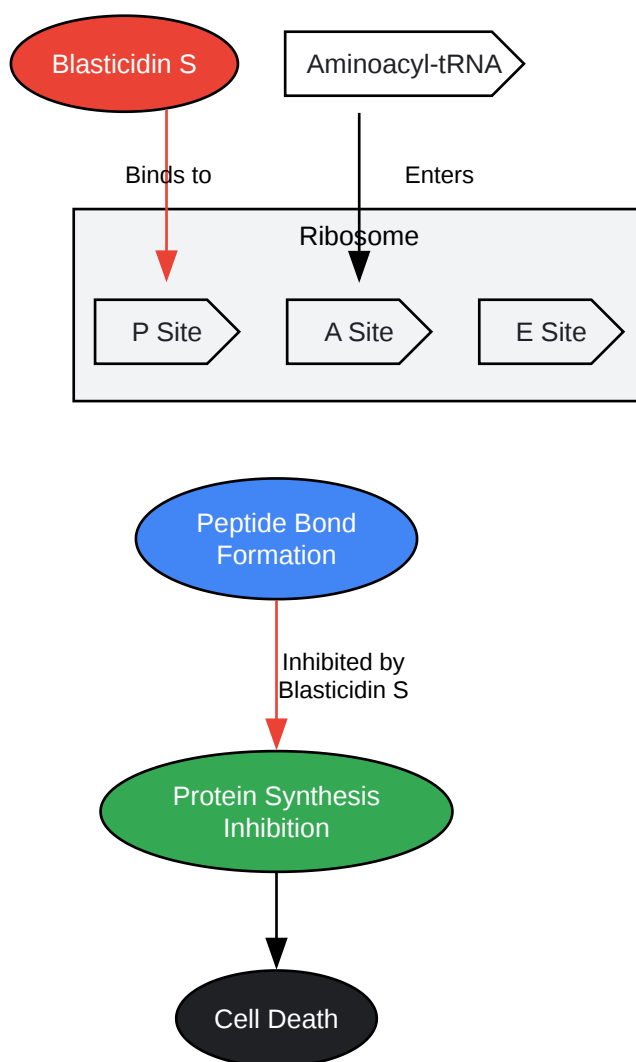 Blasticidin S
Aminoacyl-tRNA
Binds to
Enters
Ribosome
P Site
A Site
E Site
Peptide Bond
Formation
Inhibited by
Blasticidin S
Protein Synthesis
Inhibition
Cell Death